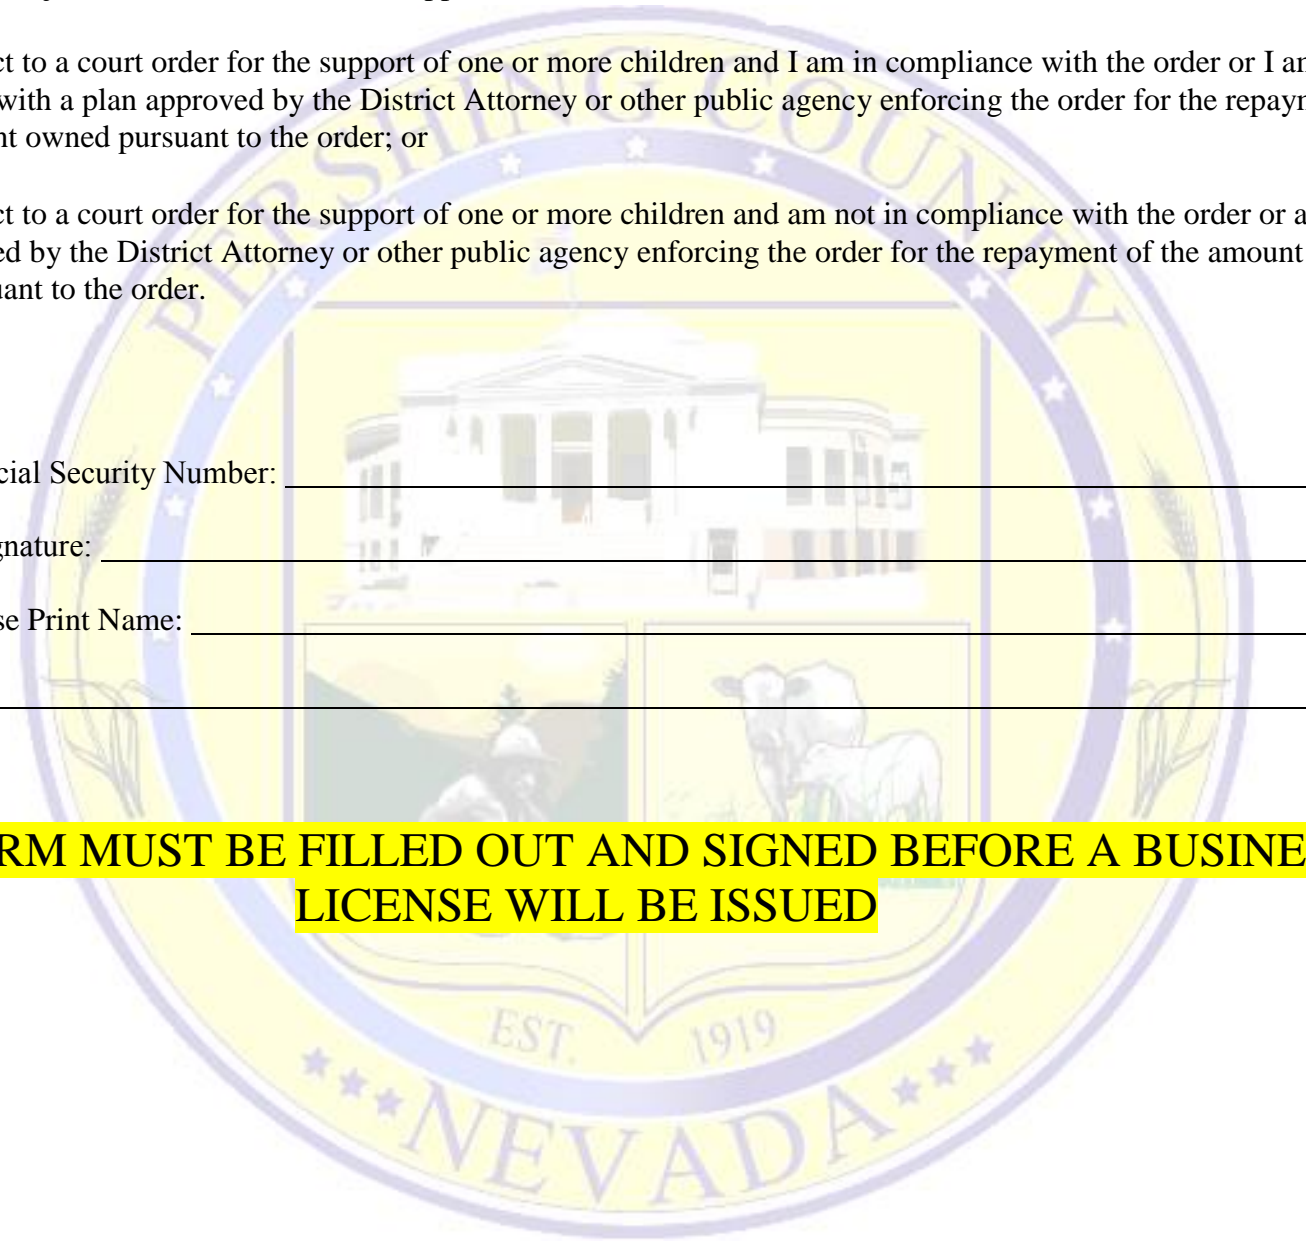 ct to a court order for the support of one or more children and I am in compliance with the order or I am
with a plan approved by the District Attorney or other public agency enforcing the order for the repaym
nt owned pursuant to the order; or
ct to a court order for the support of one or more children and am not in compliance with the order or a
ed by the District Attorney or other public agency enforcing the order for the repayment of the amount
uant to the order.
cial Security Number:
gnature:
se Print Name:
RM MUST BE FILLED OUT AND SIGNED BEFORE A BUSINE
LICENSE WILL BE ISSUED
PERSHING COUNTY
EST. 1919
NEVADA